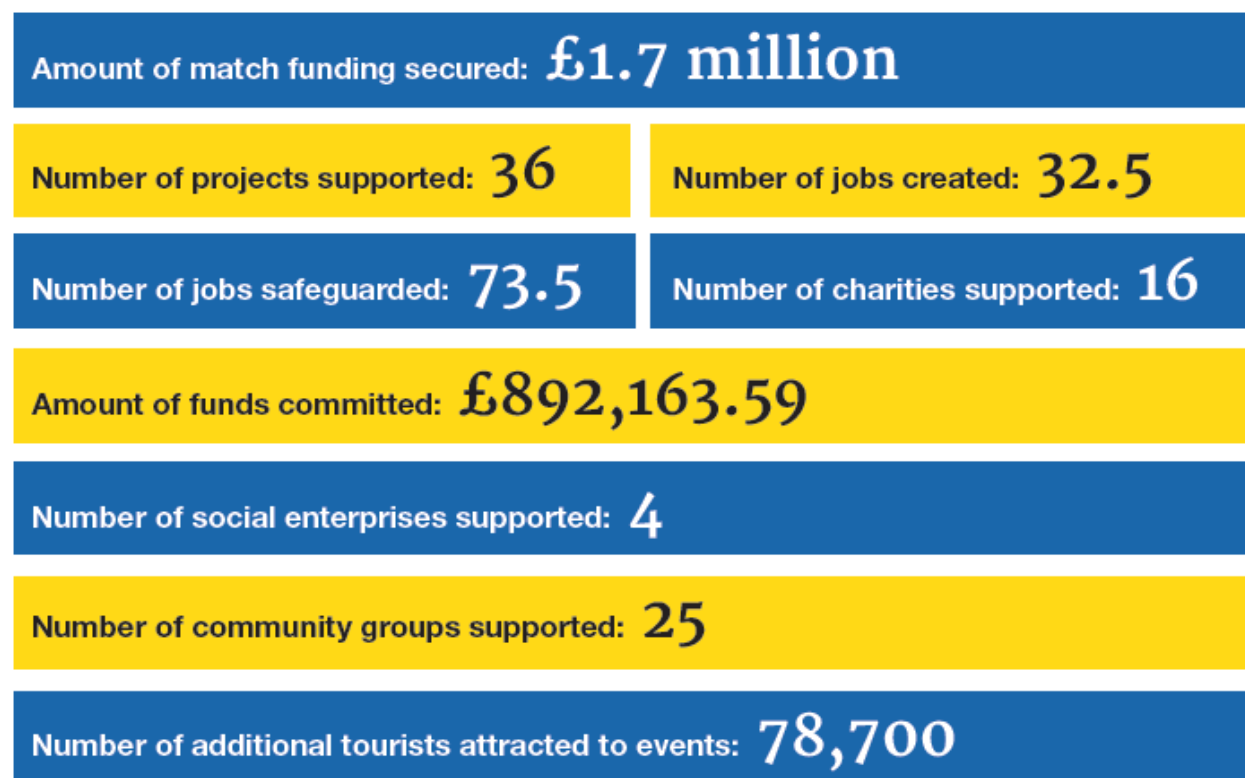 Amount of match funding secured: £1.7 million
Number of projects supported: 36
Number of jobs created: 32.5
Number of jobs safeguarded: 73.5
Number of charities supported: 16
Amount of funds committed: £892,163.59
Number of social enterprises supported: 4
Number of community groups supported: 25
Number of additional tourists attracted to events: 78,700